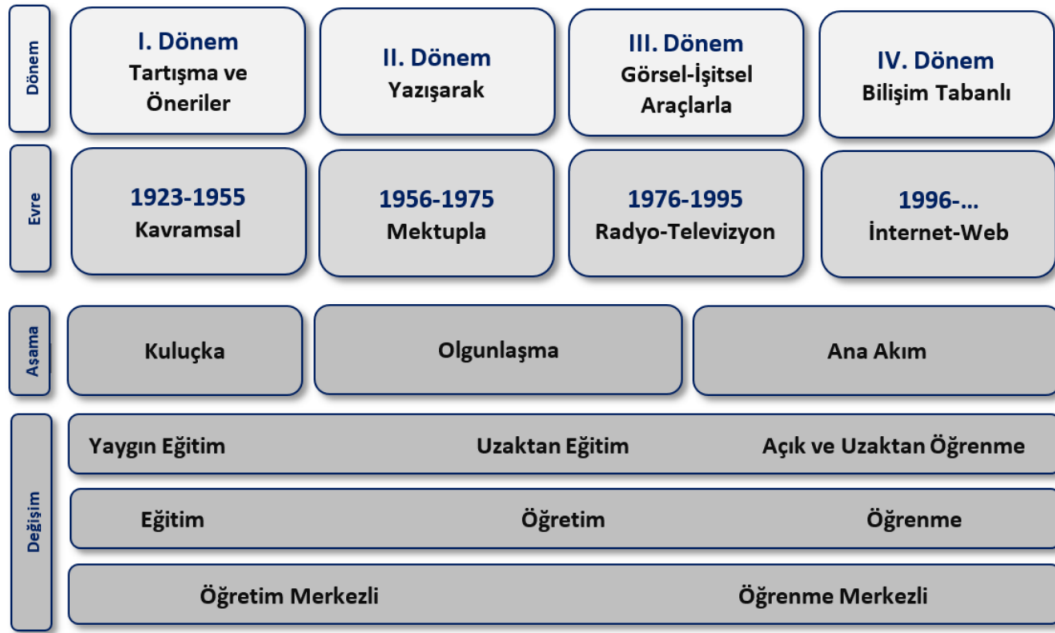 Dönem
I. Dönem
Tartışma ve
Öneriler
II. Dönem
Yazışarak
III. Dönem
Görsel-İşitsel
Araçlarla
IV. Dönem
Bilişim Tabanlı
Evre
1923-1955
Kavramsal
1956-1975
Mektupla
1976-1995
Radyo-Televizyon
1996-...
İnternet-Web
Aşama
Kuluçka
Olgunlaşma
Ana Akım
Değişim
Yaygın Eğitim
Uzaktan Eğitim
Açık ve Uzaktan Öğrenme
Eğitim
Öğretim
Öğrenme
Öğretim Merkezli
Öğrenme Merkezli